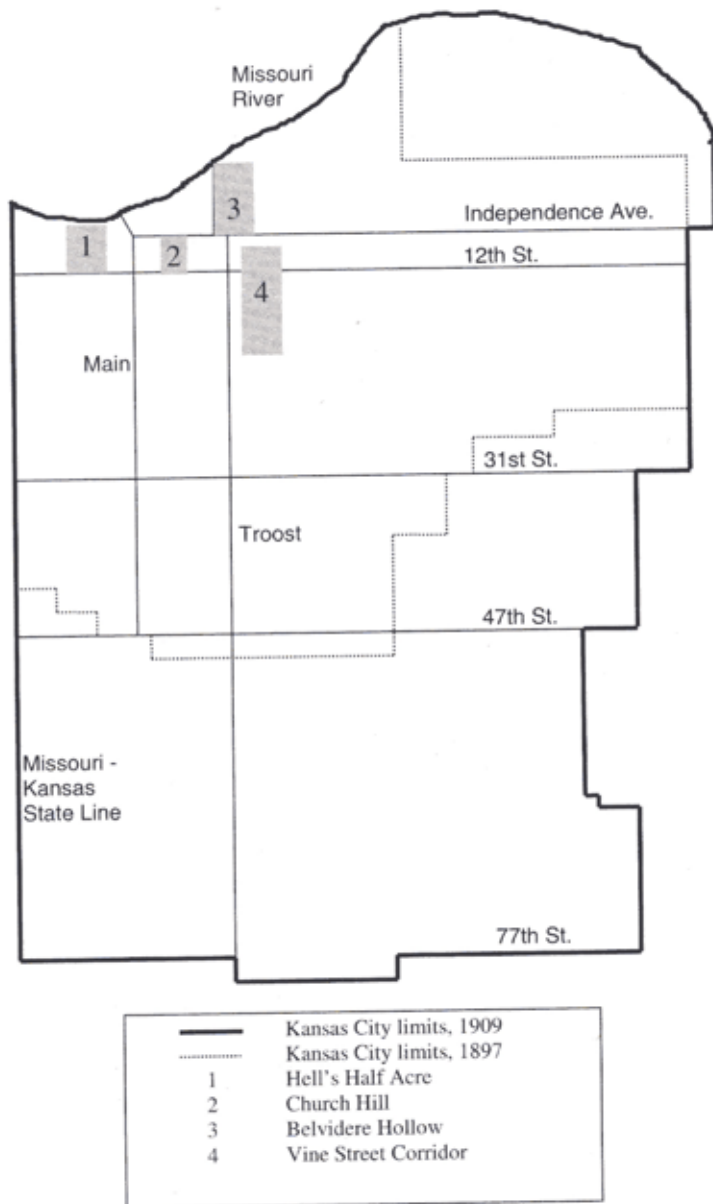 Missouri
River
3
Independence Ave.
1
2
12th St.
4
Main
31st St.
Troost
47th St.
Missouri -
Kansas
State Line
77th St.
Kansas City limits, 1909
Kansas City limits, 1897
1 Hell's Half Acre
2 Church Hill
3 Belvidere Hollow
4 Vine Street Corridor